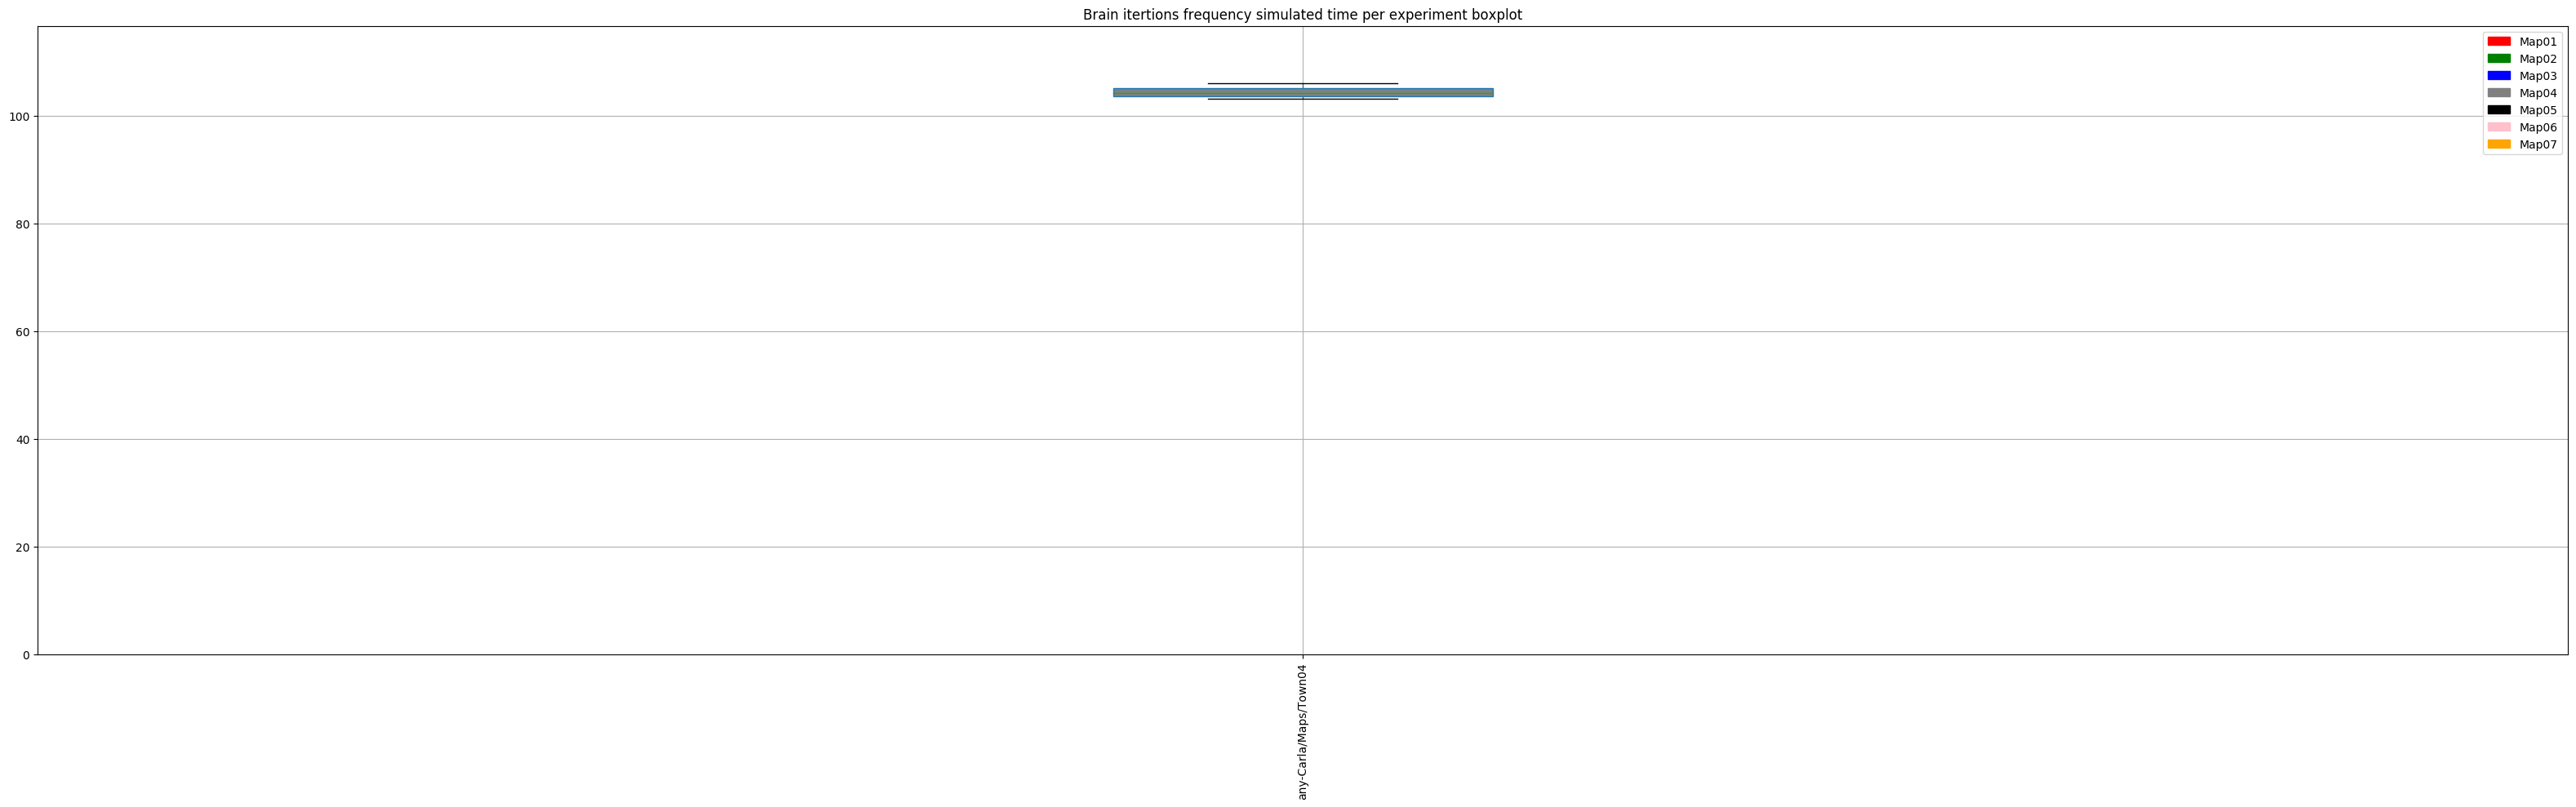 Brain itertions frequency simulated time per experiment boxplot
Map01
Map02
Map03
Map04
Map05
Map06
Map07
100
80
60
40
20
0
any-Carla/Maps/Town04